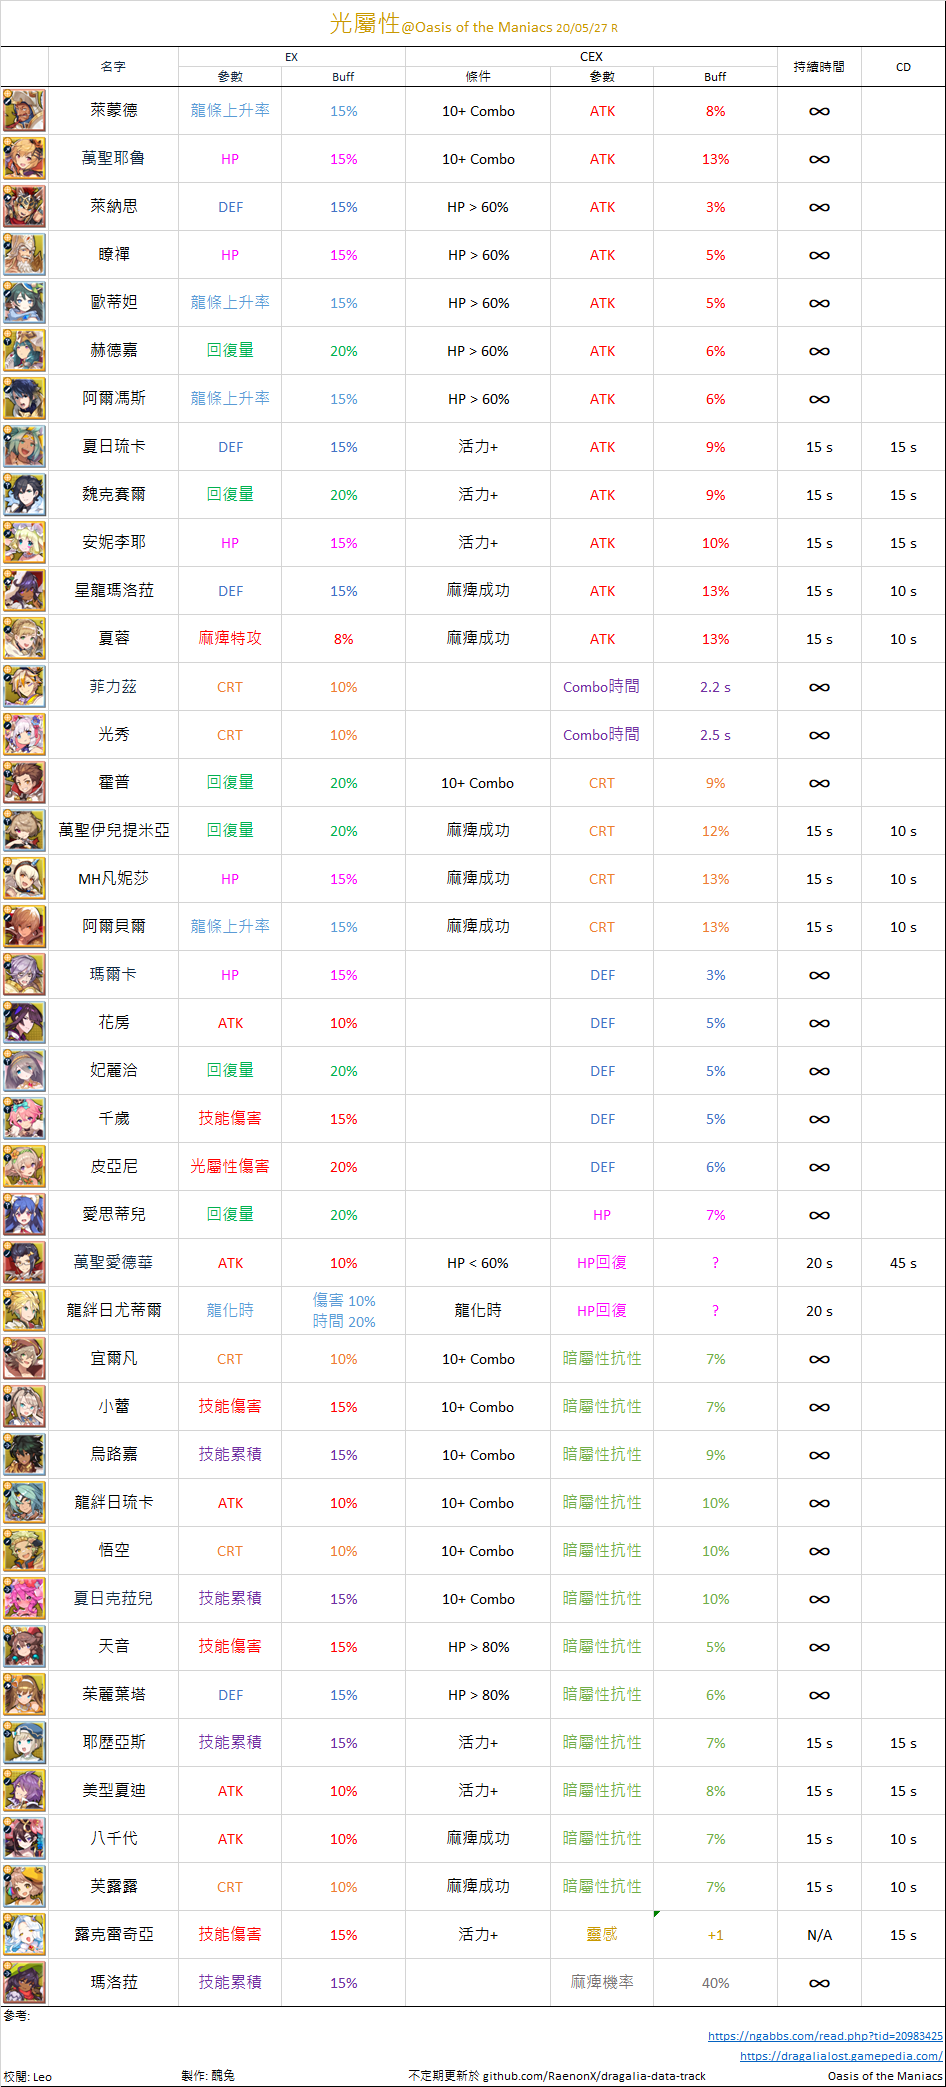 光屬性@Oasis of the Maniacs 20/05/27 R
名字 EX CEX 持續時間 CD
參數 Buff 條件 參數 Buff
萊蒙德 龍條上升率 15% 10+ Combo ATK 8% ∞
萬聖耶魯 HP 15% 10+ Combo ATK 13% ∞
萊納思 DEF 15% HP > 60% ATK 3% ∞
瞭禪 HP 15% HP > 60% ATK 5% ∞
歐蒂妲 龍條上升率 15% HP > 60% ATK 5% ∞
赫德嘉 回復量 20% HP > 60% ATK 6% ∞
阿爾馮斯 龍條上升率 15% HP > 60% ATK 6% ∞
夏日琉卡 DEF 15% 活力+ ATK 9% 15 s 15 s
魏克賽爾 回復量 20% 活力+ ATK 9% 15 s 15 s
安妮李耶 HP 15% 活力+ ATK 10% 15 s 15 s
星龍瑪洛菈 DEF 15% 麻痺成功 ATK 13% 15 s 10 s
夏蓉 麻痺特攻 8% 麻痺成功 ATK 13% 15 s 10 s
菲力茲 CRT 10% Combo時間 2.2 s ∞
光秀 CRT 10% Combo時間 2.5 s ∞
霍普 回復量 20% 10+ Combo CRT 9% ∞
萬聖伊兒提米亞 回復量 20% 麻痺成功 CRT 12% 15 s 10 s
MH凡妮莎 HP 15% 麻痺成功 CRT 13% 15 s 10 s
阿爾貝爾 龍條上升率 15% 麻痺成功 CRT 13% 15 s 10 s
瑪爾卡 HP 15% DEF 3% ∞
花房 ATK 10% DEF 5% ∞
妃麗洽 回復量 20% DEF 5% ∞
千歲 技能傷害 15% DEF 5% ∞
皮亞尼 光屬性傷害 20% DEF 6% ∞
愛思蒂兒 回復量 20% HP 7% ∞
萬聖愛德華 ATK 10% HP < 60% HP回復 ? 20 s 45 s
龍絆日尤蒂爾 龍化時 傷害 10% 龍化時 HP回復 ? 20 s
時間 20%
宜爾凡 CRT 10% 10+ Combo 暗屬性抗性 7% ∞
小蕾 技能傷害 15% 10+ Combo 暗屬性抗性 7% ∞
烏路嘉 技能累積 15% 10+ Combo 暗屬性抗性 9% ∞
龍絆日琉卡 ATK 10% 10+ Combo 暗屬性抗性 10% ∞
悟空 CRT 10% 10+ Combo 暗屬性抗性 10% ∞
夏日克菈兒 技能累積 15% 10+ Combo 暗屬性抗性 10% ∞
天音 技能傷害 15% HP > 80% 暗屬性抗性 5% ∞
茱麗葉塔 DEF 15% HP > 80% 暗屬性抗性 6% ∞
耶歷亞斯 技能累積 15% 活力+ 暗屬性抗性 7% 15 s 15 s
美型夏迪 ATK 10% 活力+ 暗屬性抗性 8% 15 s 15 s
八千代 ATK 10% 麻痺成功 暗屬性抗性 7% 15 s 10 s
芙露露 CRT 10% 麻痺成功 暗屬性抗性 7% 15 s 10 s
露克雷奇亞 技能傷害 15% 活力+ 靈感 +1 N/A 15 s
瑪洛菈 技能累積 15% 麻痺機率 40% ∞
參考:
https://ngabbs.com/read.php?tid=20983425
https://dragalialost.gamepedia.com/
校閱: Leo 製作: 醜兔 不定期更新於 github.com/RaenonX/dragalia-data-track Oasis of the Maniacs